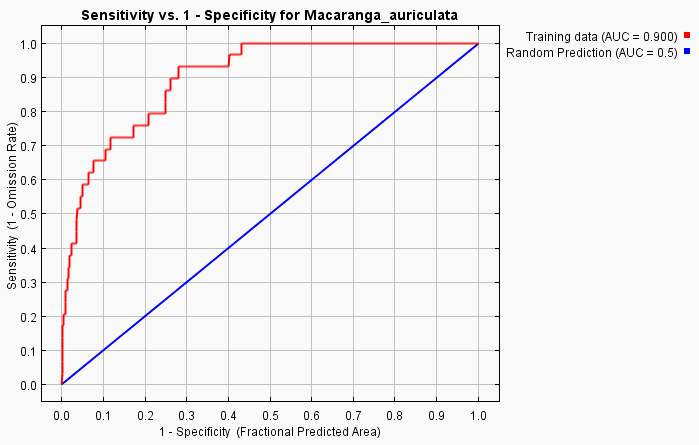 Sensitivity vs. 1 - Specificity for Macaranga_auriculata
Training data (AUC = 0.900)
Random Prediction (AUC = 0.5)
Sensitivity (1 - Omission Rate)
1.0
0.9
0.8
0.7
0.6
0.5
0.4
0.3
0.2
0.1
0.0
0.0 0.1 0.2 0.3 0.4 0.5 0.6 0.7 0.8 0.9 1.0
1 - Specificity (Fractional Predicted Area)